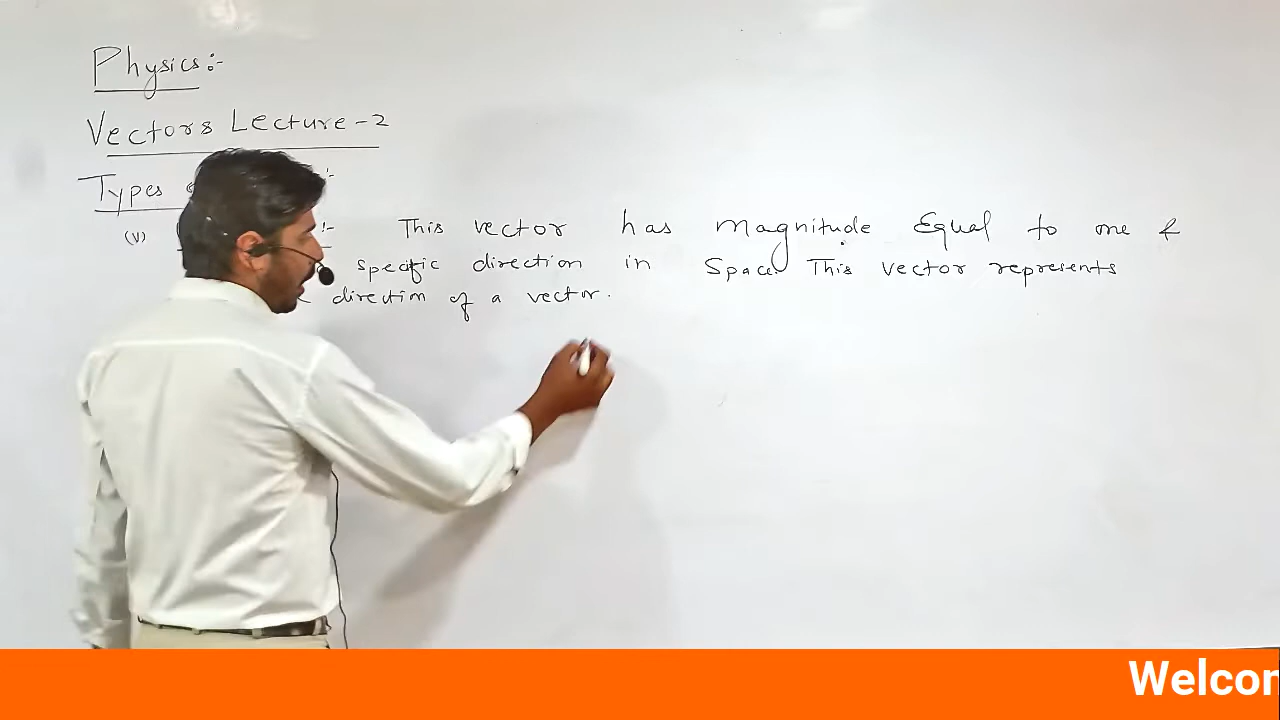 Physics:-
Vectors Lecture-2
Types
(V) This vector has Magnitude Equal to one &
specific direction in Space This vector represents
direction of a vector.
Welcom